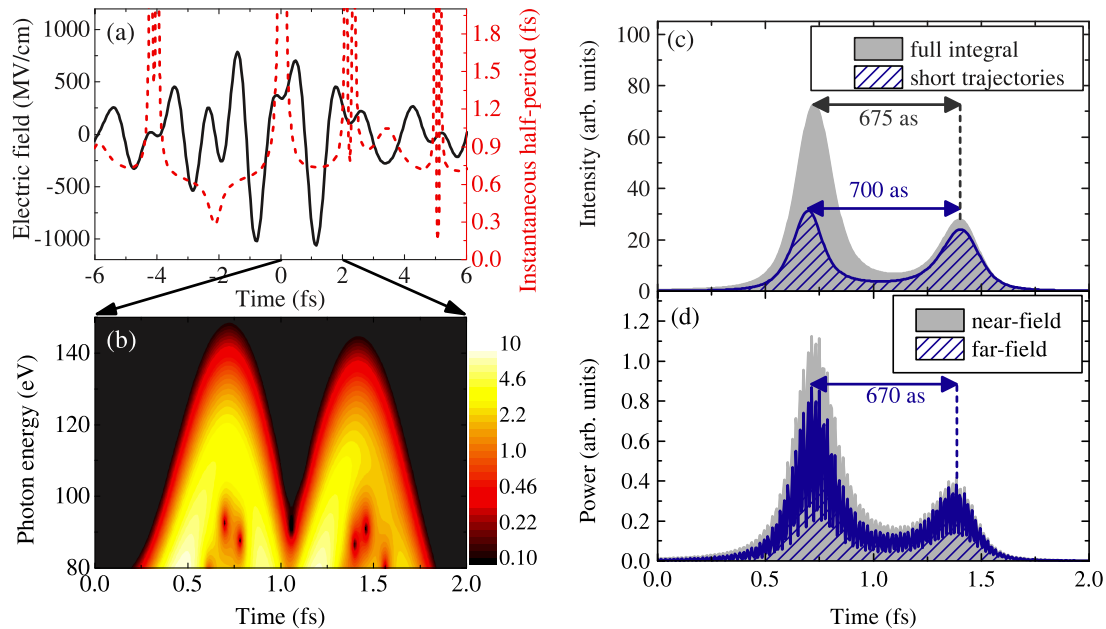 (a)
Electric field (MV/cm)
1000
500
0
-500
-1000
Instantaneous half-period (fs)
2.1
1.8
1.5
1.2
0.9
0.6
0.3
0.0
-6 -4 -2 0 2 4 6
Time (fs)
(b)
Photon energy (eV)
140
120
100
80
10
4.6
2.2
1.0
0.46
0.22
0.10
0.0 0.5 1.0 1.5 2.0
Time (fs)
(c)
full integral
short trajectories
675 as
700 as
Intensity (arb. units)
100
80
60
40
20
0
(d)
near-field
far-field
670 as
Power (arb. units)
1.2
1.0
0.8
0.6
0.4
0.2
0.0
0.0 0.5 1.0 1.5 2.0
Time (fs)